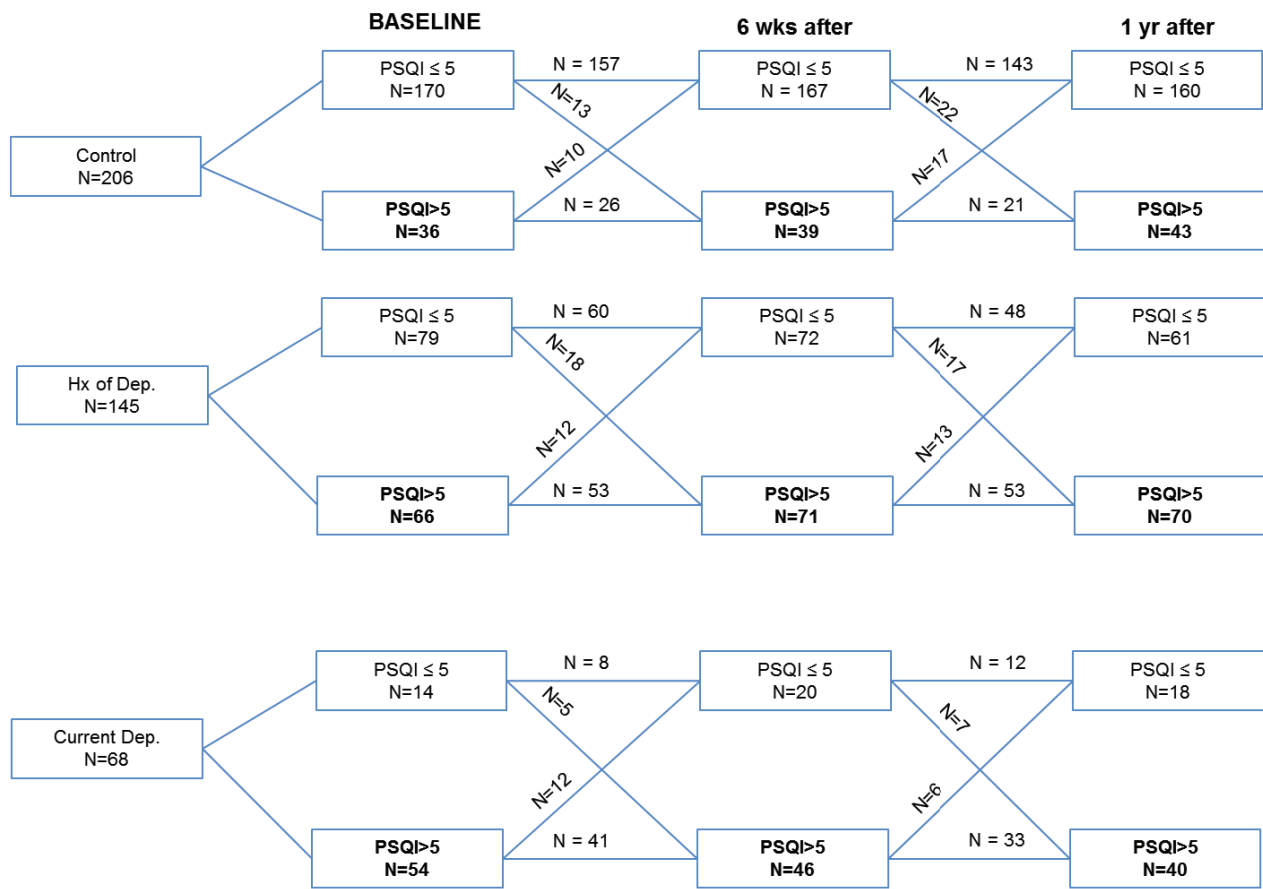 BASELINE
6 wks after
1 yr after
PSQI ≤ 5
N=170
N = 157
N=13
N=10
N = 26
PSQI ≤ 5
N = 167
N = 143
N=22
N=17
N = 21
PSQI ≤ 5
N = 160
Control
N=206
PSQI>5
N=36
PSQI>5
N=39
PSQI>5
N=43
PSQI ≤ 5
N=79
N = 60
N=18
N=12
N = 53
PSQI ≤ 5
N=72
N = 48
N=17
N=13
N = 53
PSQI ≤ 5
N=61
Hx of Dep.
N=145
PSQI>5
N=66
PSQI>5
N=71
PSQI>5
N=70
PSQI ≤ 5
N=14
N = 8
N=5
N=12
N = 41
PSQI ≤ 5
N=20
N = 12
N=7
N=6
N = 33
PSQI ≤ 5
N=18
Current Dep.
N=68
PSQI>5
N=54
PSQI>5
N=46
PSQI>5
N=40